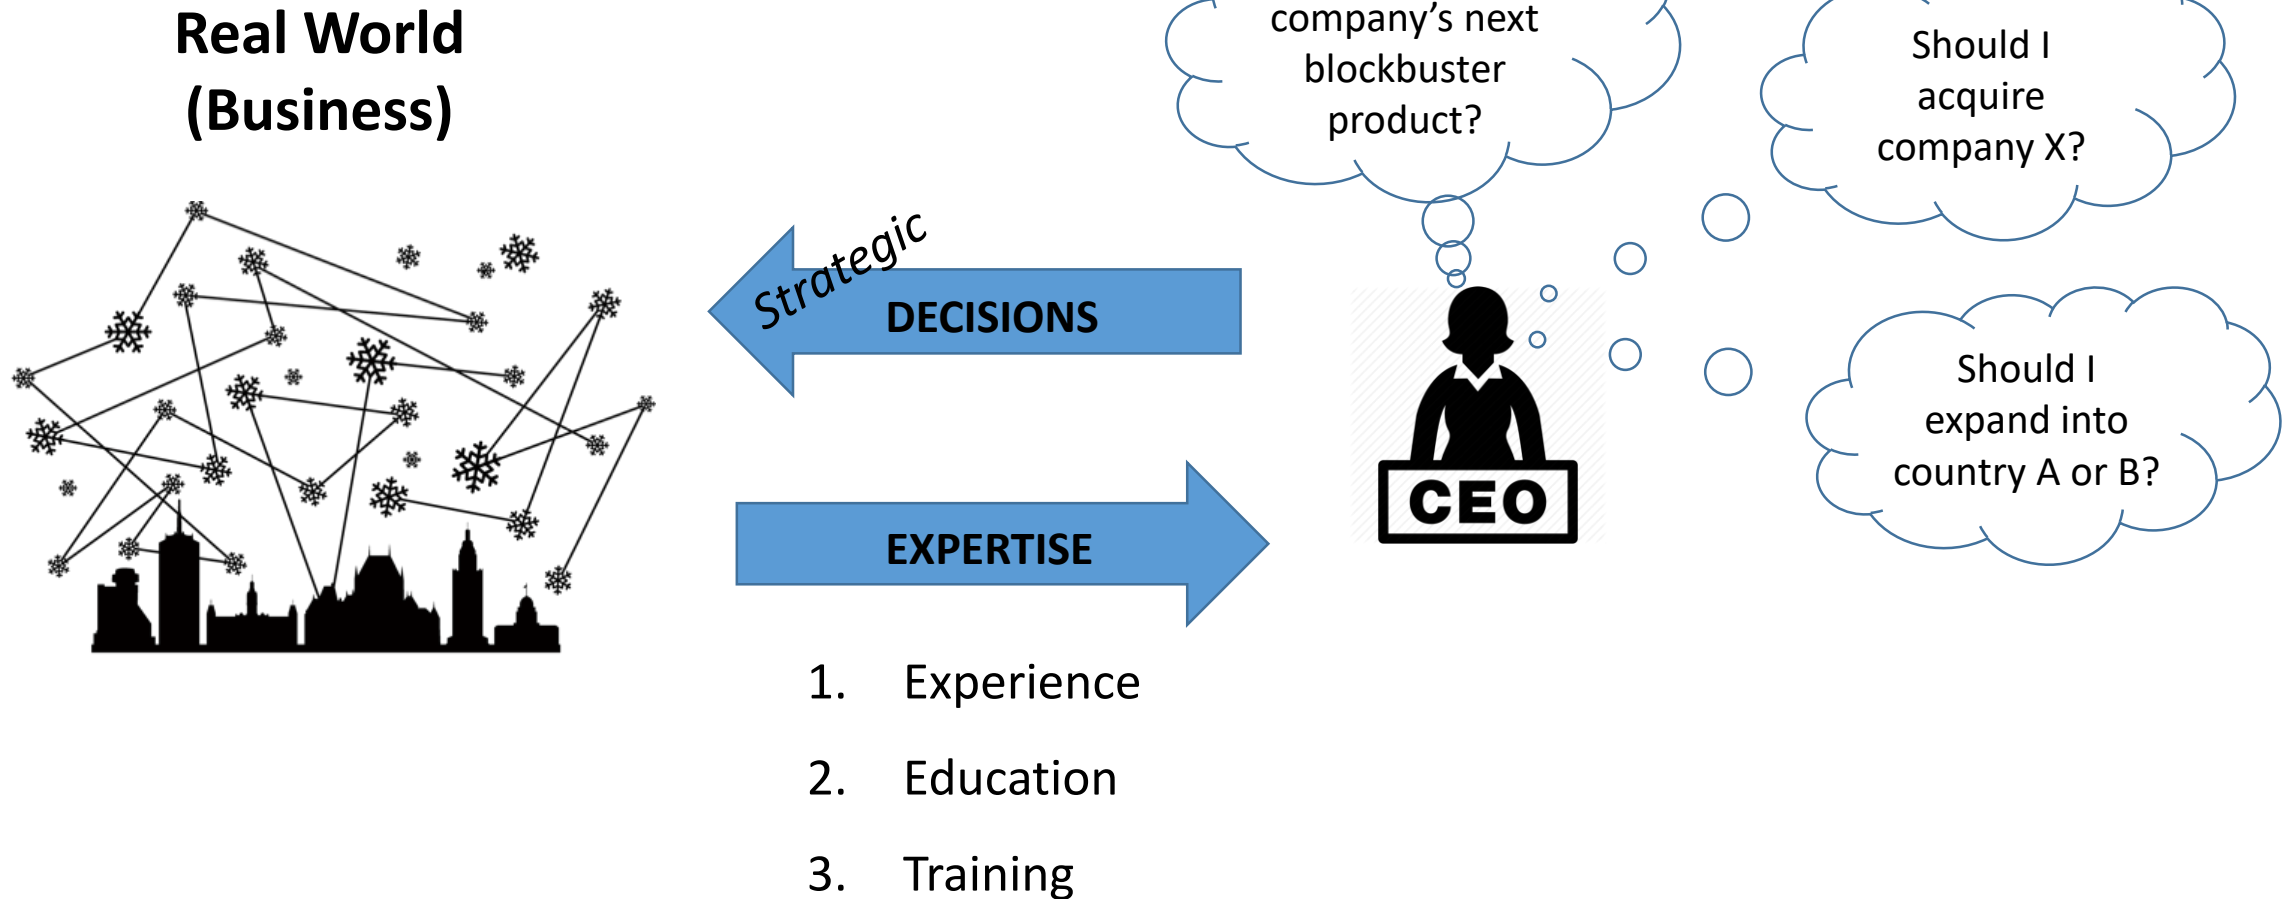 Real World
(Business)
company’s next
blockbuster
product?
Should I
acquire
company X?
Strategic
DECISIONS
Should I
expand into
country A or B?
CEO
EXPERTISE
1. Experience
2. Education
3. Training